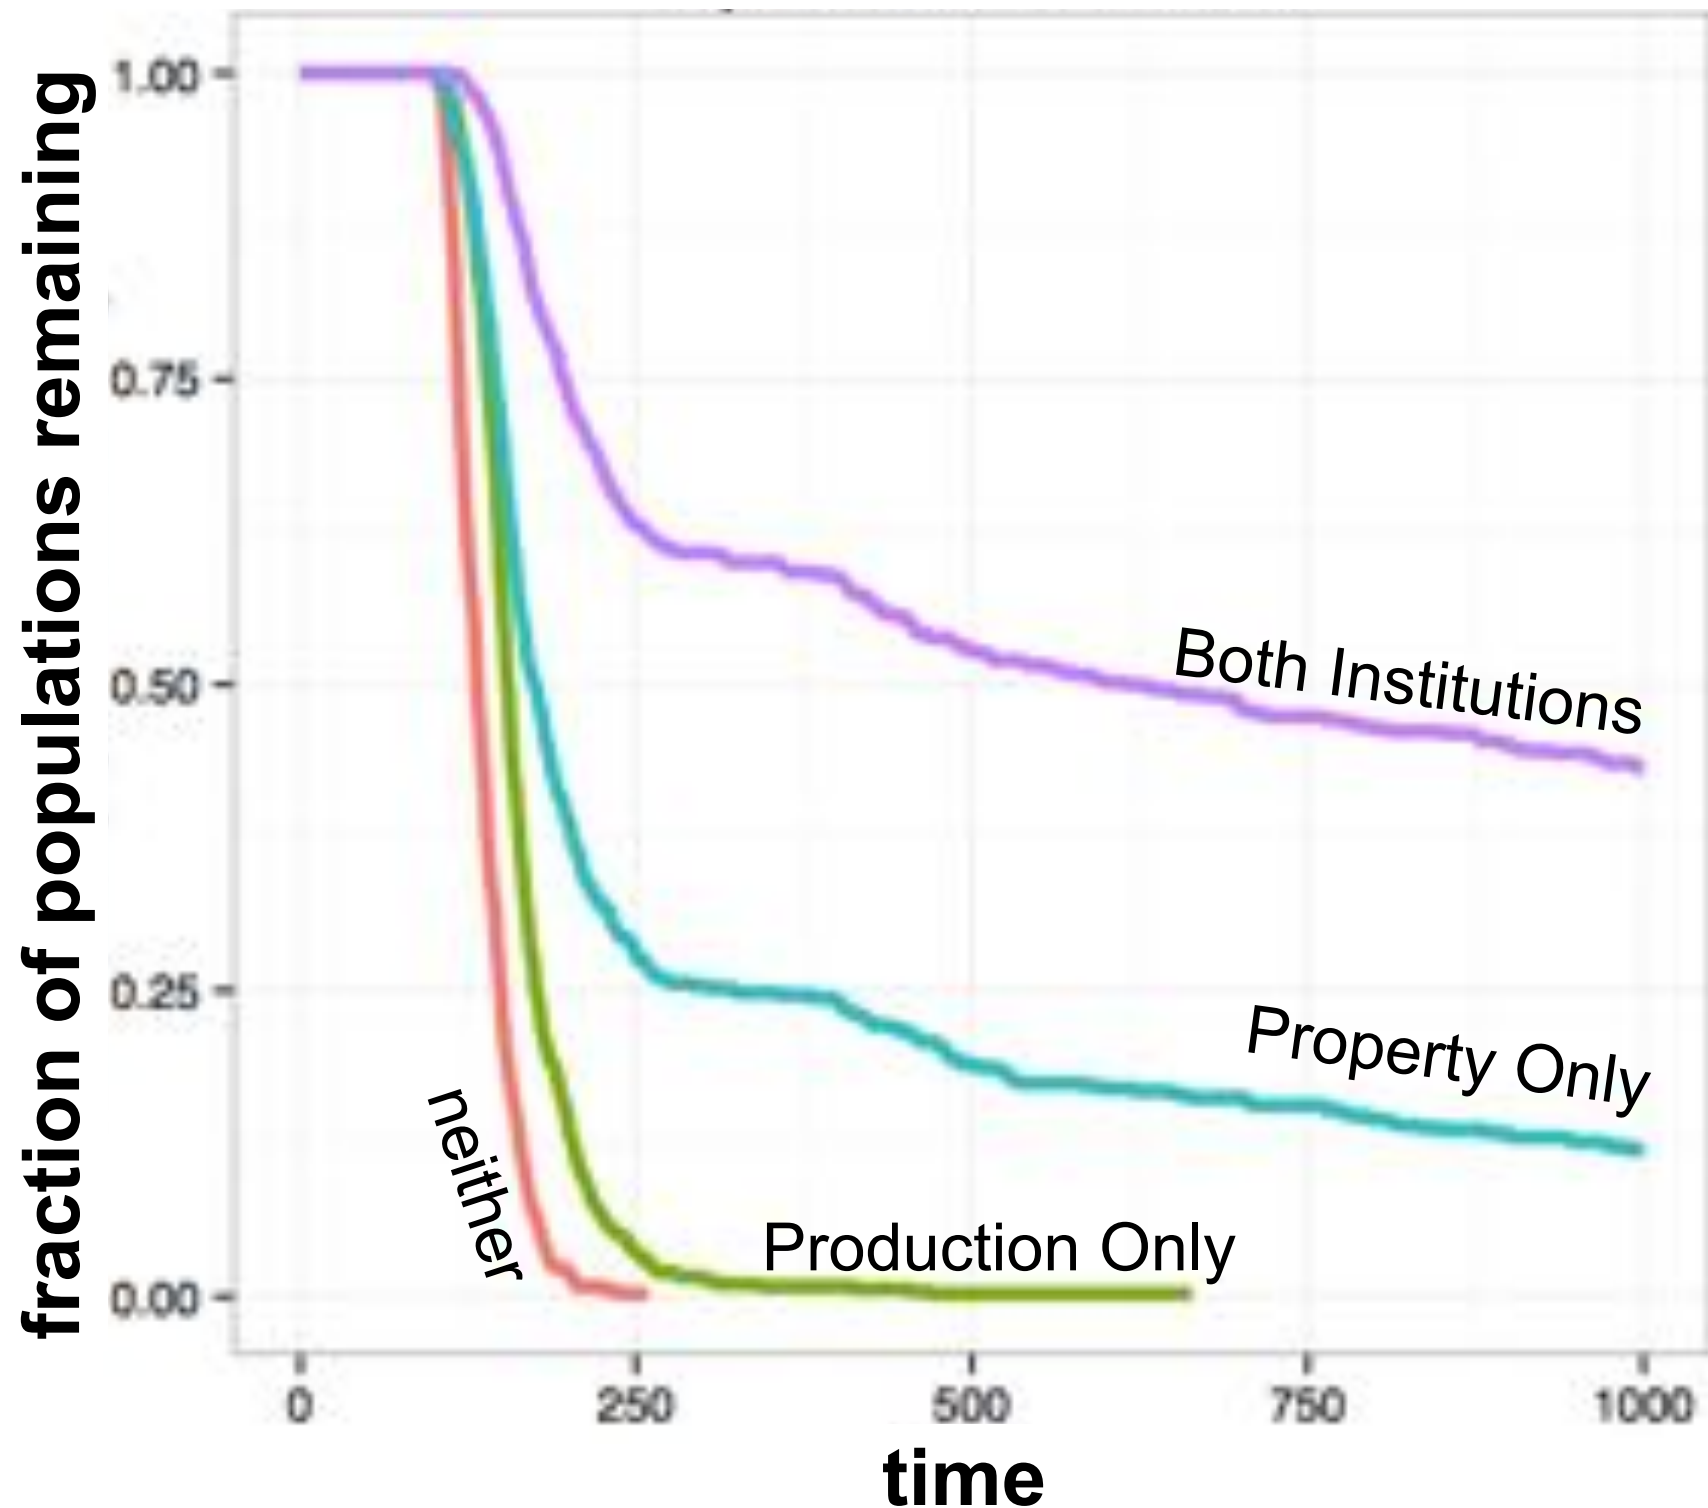 fraction of populations remaining
1.00
0.75
0.50
0.25
0.00
Both Institutions
Property Only
Production Only
neither
0 250 500 750 1000
time